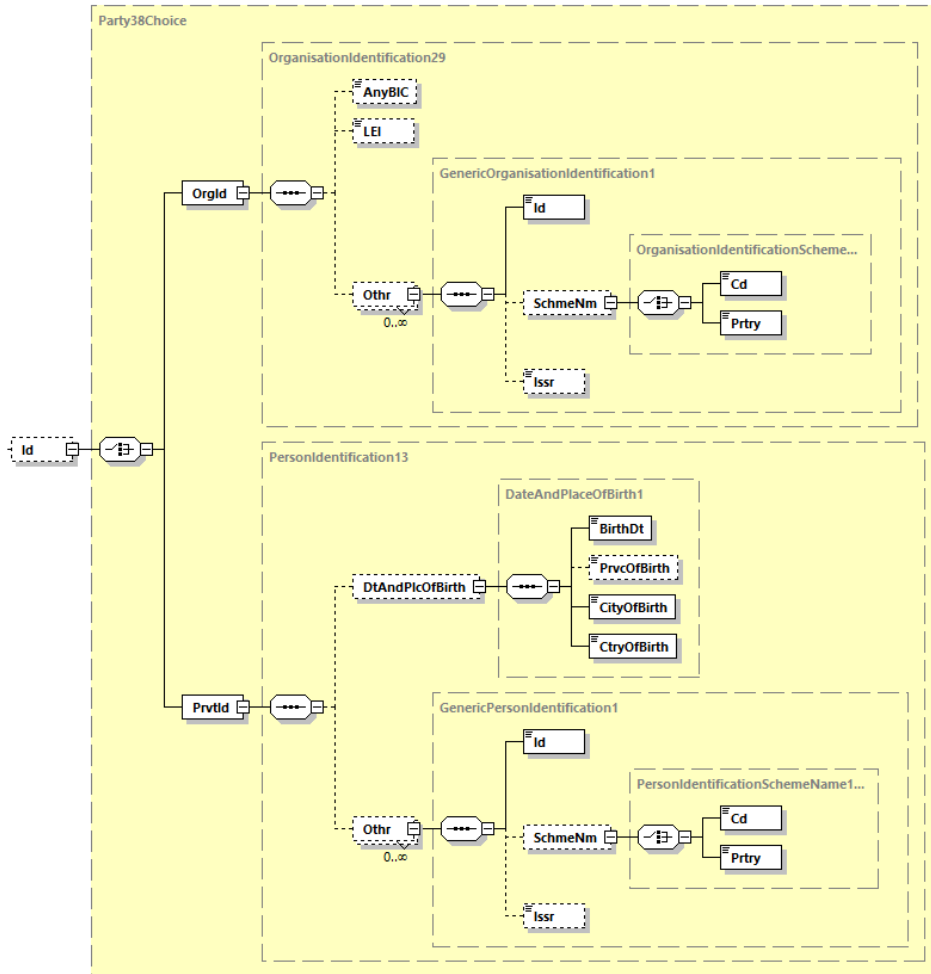 Party38Choice
OrganisationIdentification29
AnyBIC
LEI
GenericOrganisationIdentification1
OrgId
Id
OrganisationIdentificationScheme...
Cd
Othr
SchmeNm
Prtry
0..∞
Issr
Id
PersonIdentification13
DateAndPlaceOfBirth1
BirthDt
PrvcOfBirth
DtAndPlcOfBirth
CityOfBirth
CtryOfBirth
PrvtId
GenericPersonIdentification1
Id
PersonIdentificationSchemeName1...
Cd
Othr
SchmeNm
Prtry
0..∞
Issr